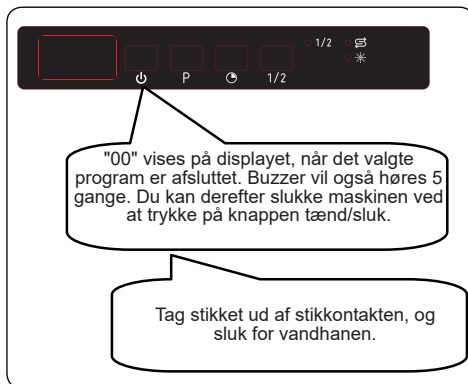 1/2
P 1/2
"00" vises på displayet, når det valgte
program er afsluttet. Buzzer vil også høres 5
gange. Du kan derefter slukke maskinen ved
at trykke på knappen tænd/sluk.
Tag stikket ud af stikkontakten, og
sluk for vandhanen.